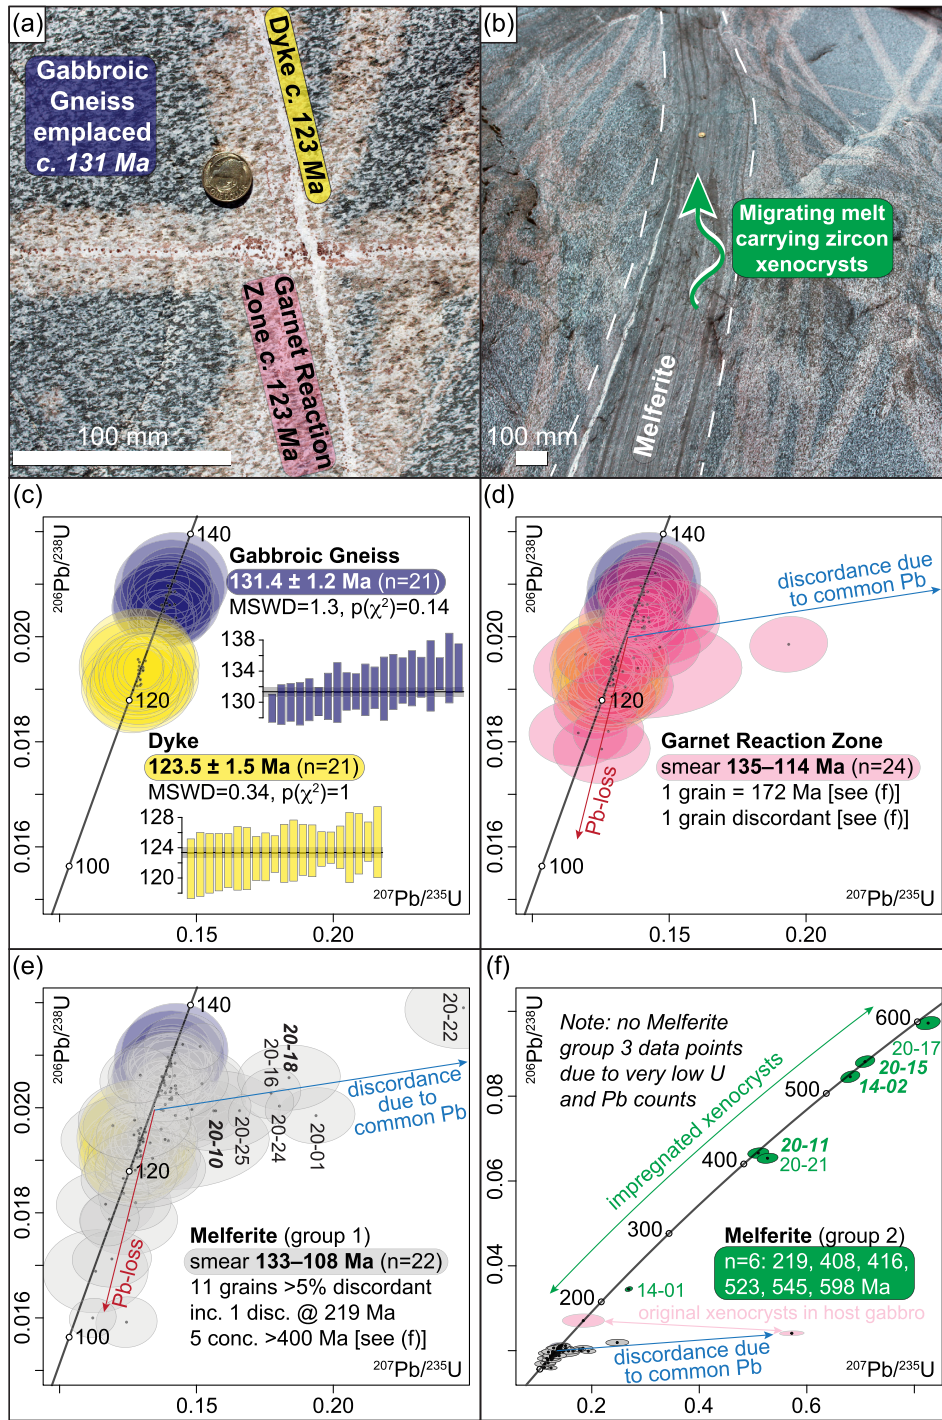 (a)
Gabbroic
Gneiss
emplaced
c. 131 Ma
Dyke c. 123 Ma
Garnet Reaction
Zone c. 123 Ma
100 mm
(b)
Migrating melt
carrying zircon
xenocrysts
Melferite
100 mm
(c)
206Pb/238U
140
Gabbroic Gneiss
131.4 ± 1.2 Ma (n=21)
MSWD=1.3, p(χ²)=0.14
138
134
130
0.020
120
0.018
Dyke
123.5 ± 1.5 Ma (n=21)
MSWD=0.34, p(χ²)=1
128
124
120
0.016
100
207Pb/235U
0.15
0.20
(d)
206Pb/238U
140
discordance due
to common Pb
0.020
120
0.018
Garnet Reaction Zone
smear 135–114 Ma (n=24)
1 grain = 172 Ma [see (f)]
1 grain discordant [see (f)]
Pb-loss
0.016
100
207Pb/235U
0.15
0.20
(e)
206Pb/238U
140
20-22
20-18
20-16
discordance
due to
common Pb
0.020
20-10
20-25
20-24
20-01
120
0.018
Melferite (group 1)
smear 133–108 Ma (n=22)
11 grains >5% discordant
inc. 1 disc. @ 219 Ma
5 conc. >400 Ma [see (f)]
Pb-loss
0.016
100
207Pb/235U
0.15
0.20
(f)
206Pb/238U
Note: no Melferite
group 3 data points
due to very low U
and Pb counts
600
20-17
20-15
14-02
500
0.08
impregnated xenocrysts
20-11
20-21
400
0.06
300
Melferite (group 2)
n=6: 219, 408, 416,
523, 545, 598 Ma
0.04
200
14-01
original xenocrysts in host gabbro
discordance due to
common Pb
207Pb/235U
0.2
0.4
0.6